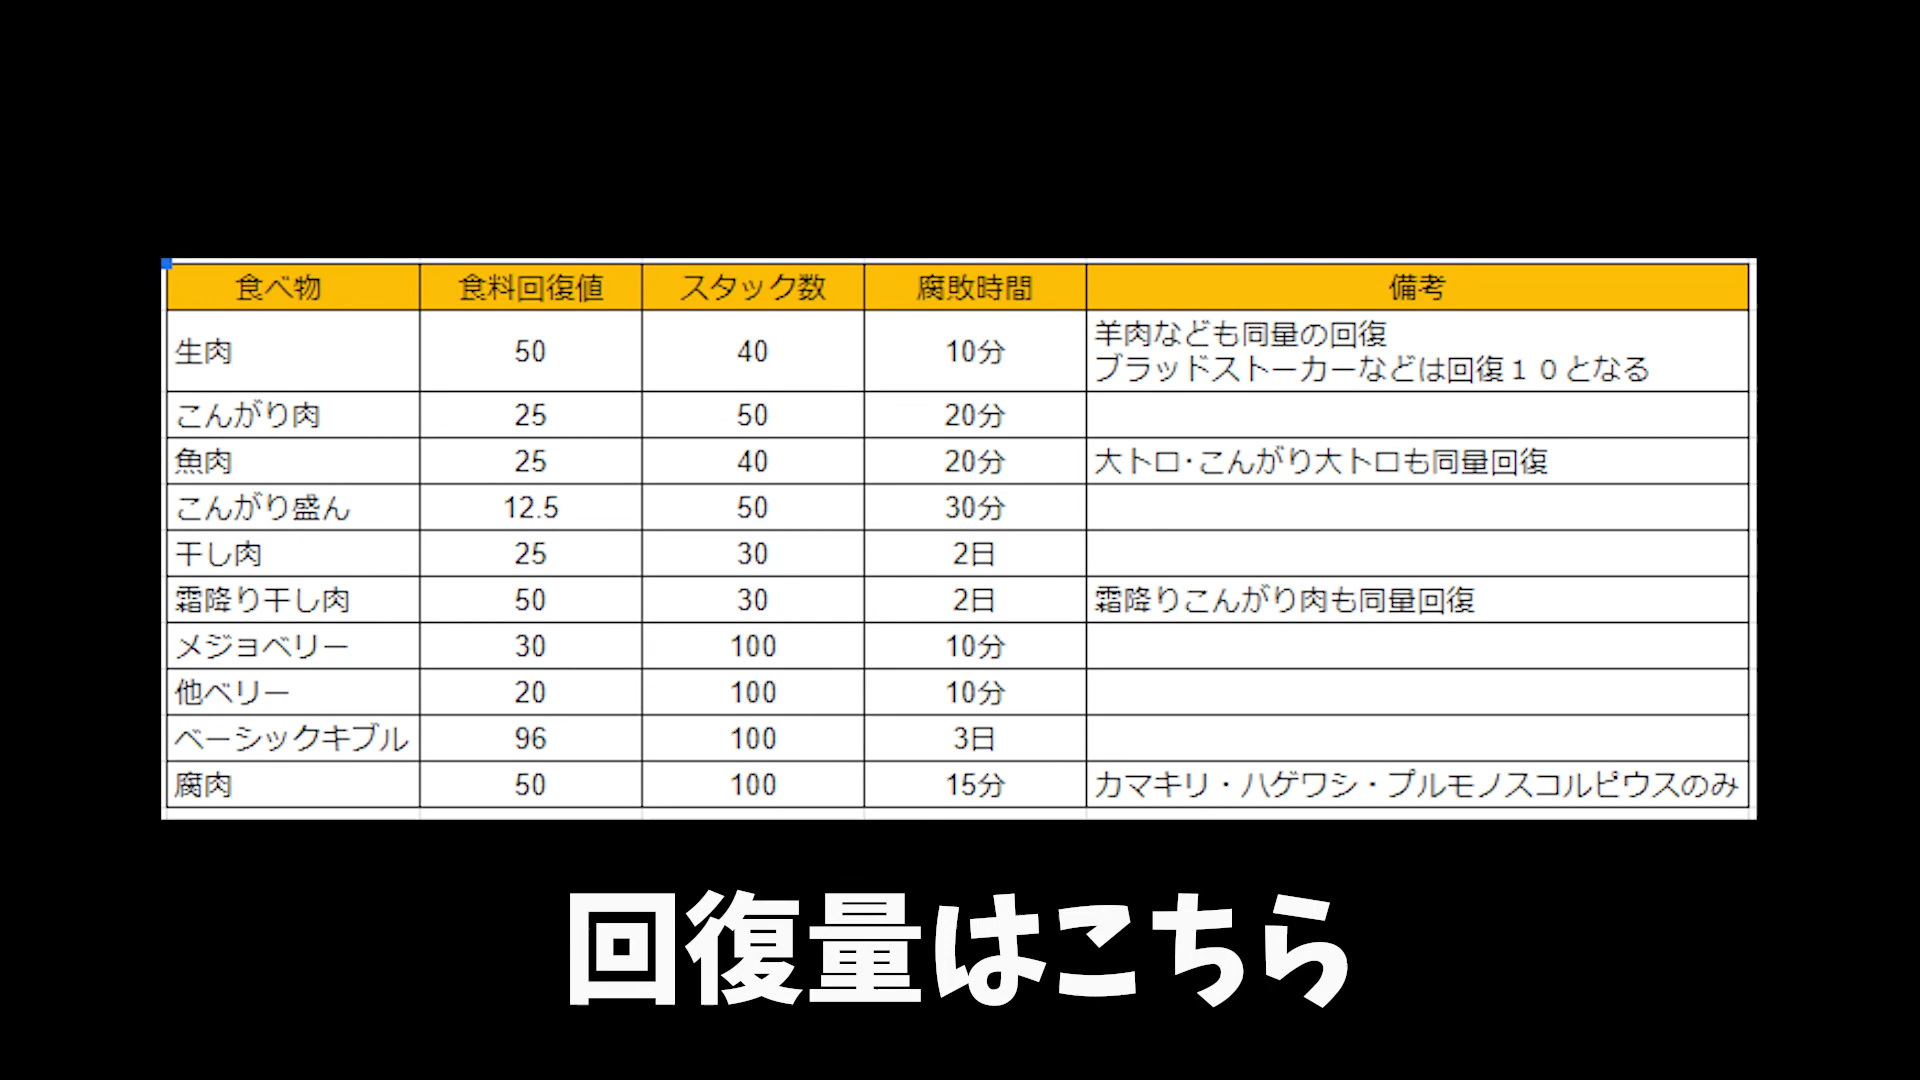 食べ物 食料回復値 スタック数 腐敗時間 備考
生肉 50 40 10分 羊肉なども同量の回復
ブラッドストーカーなどは回復１０となる
こんがり肉 25 50 20分
魚肉 25 40 20分 大トロ･こんがり大トロも同量回復
こんがり盛ん 12.5 50 30分
干し肉 25 30 2日
霜降り干し肉 50 30 2日 霜降りこんがり肉も同量回復
メジョベリー 30 100 10分
他ベリー 20 100 10分
ベーシックキブル 96 100 3日
腐肉 50 100 15分 カマキリ・ハゲワシ・プルモノスコルピウスのみ
回復量はこちら